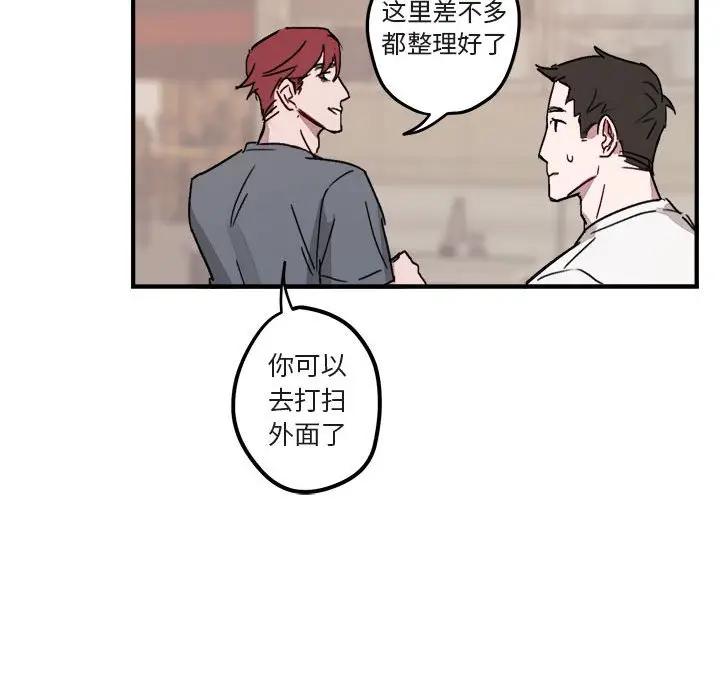 这里差不多
都整理好了
你可以
去打扫
外面了